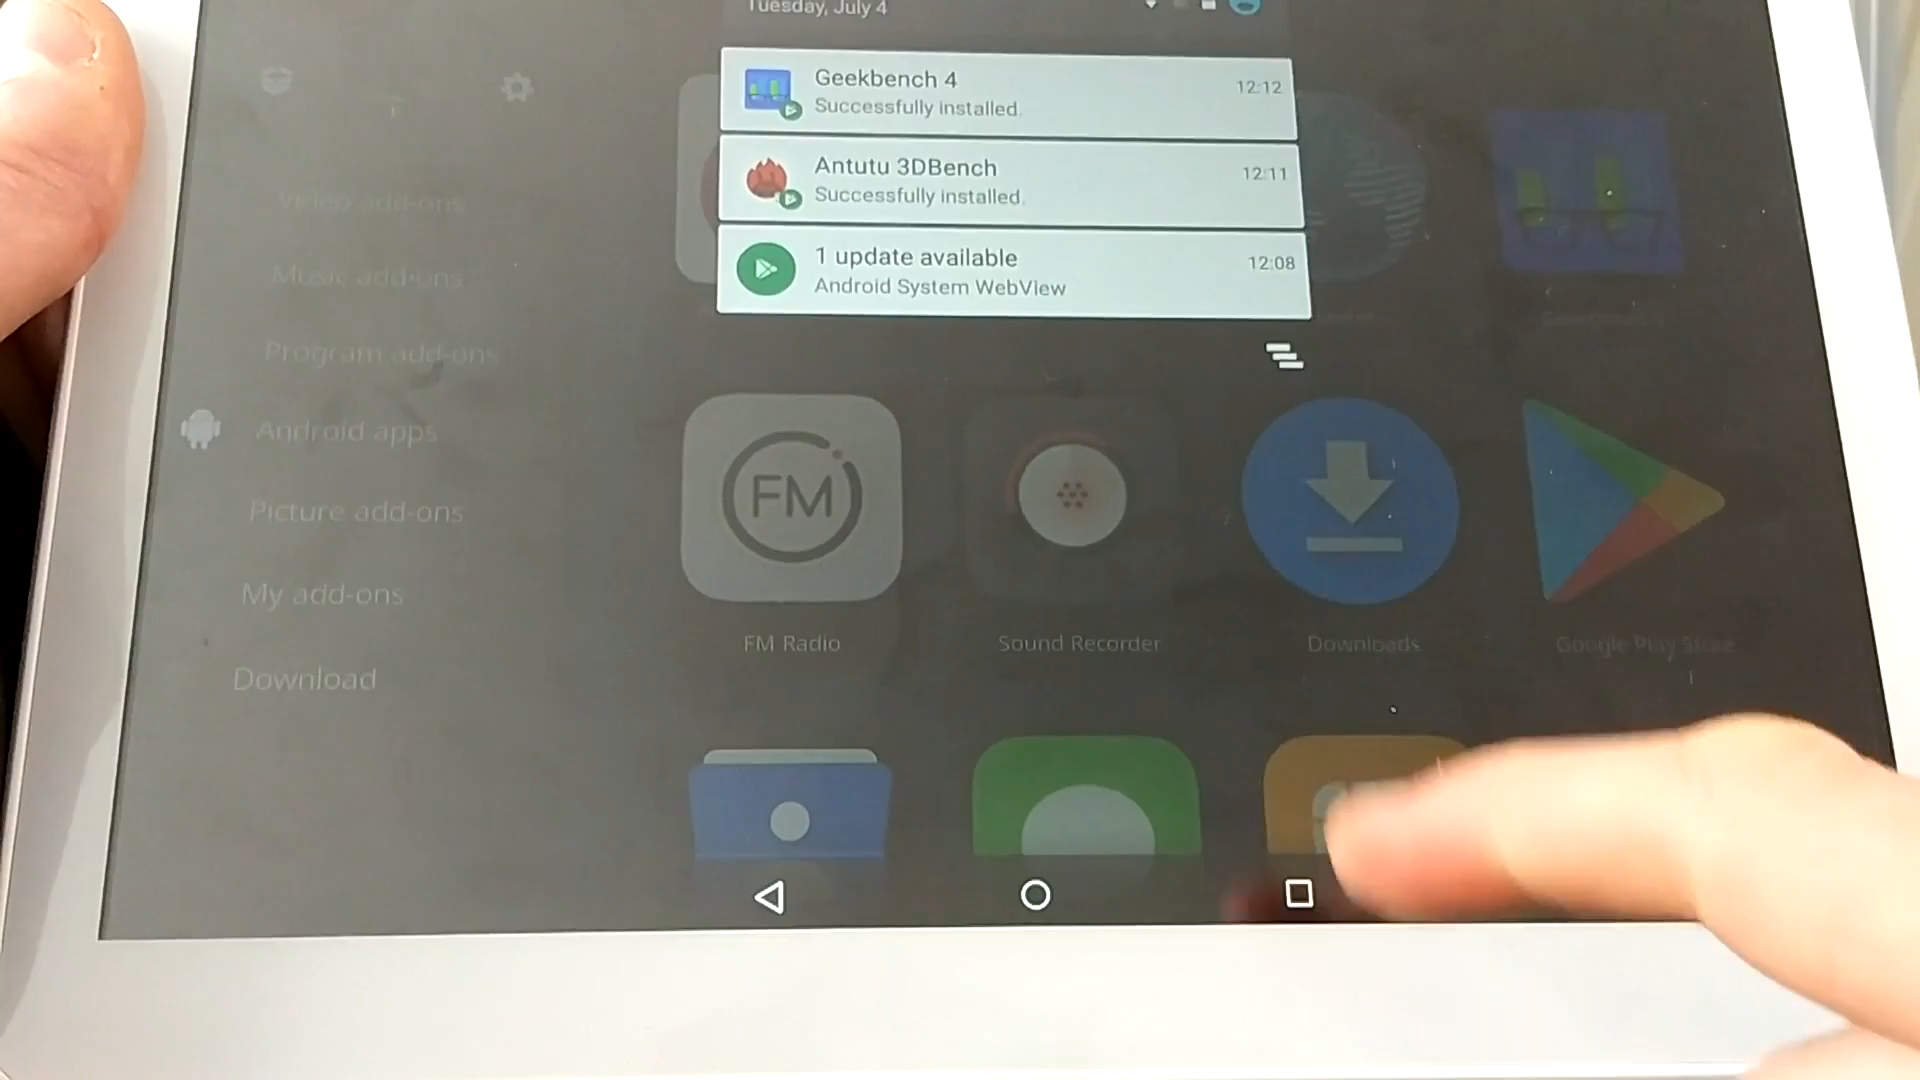 Tuesday, July 4
Geekbench 4
12:12
Successfully installed.
Antutu 3DBench
12:11
Successfully installed.
1 update available
12:08
Android System WebView
Video add-ons
Music add-ons
Program add-ons
Android apps
Picture add-ons
My add-ons
Download
FM
FM Radio
Sound Recorder
Downloads
Google Play Store